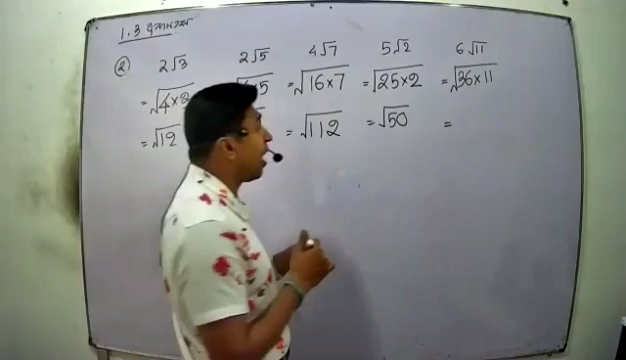 1.3
② 2√3 2√5 4√7 5√2 6√11
= √4×3 = √16×7 = √25×2 = √36×11
= √12 = √112 = √50 =